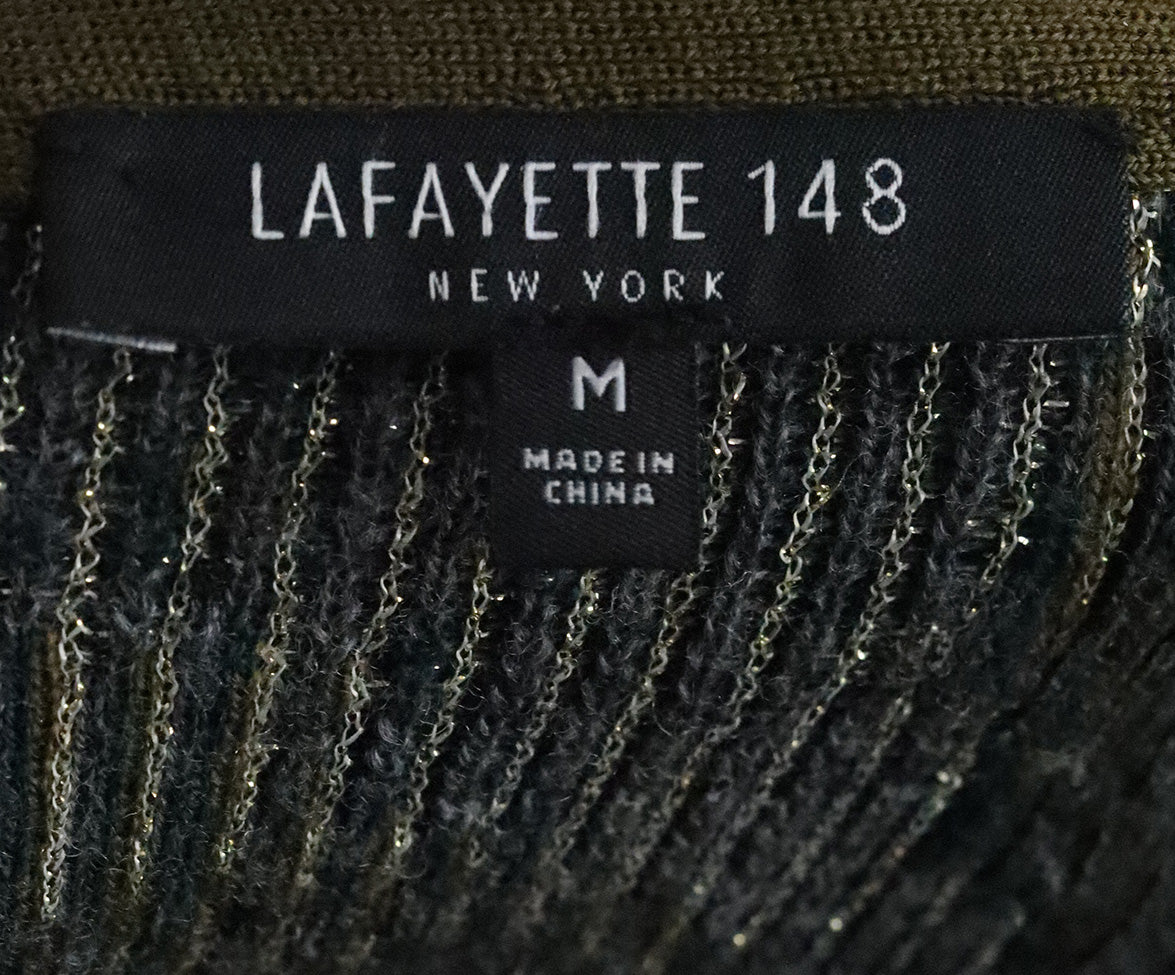 LAFAYETTE 148
NEW YORK
M
MADE IN
CHINA